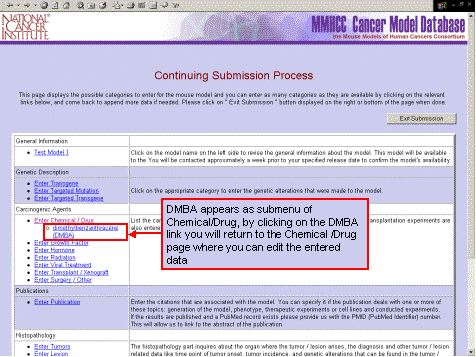 NATIONAL
CANCER
INSTITUTE
MMHCC Cancer Model Database
the Mouse Models of Human Cancers Consortium
Continuing Submission Process
This page displays the possible categories to enter for the mouse model and you can enter as many categories as they are available by clicking on the relevant
links below, and come back to append more data if needed. Please click on " Exit Submission " button displayed on the right or bottom of the page when done.
Exit Submission
General Information
Test Model 1
Click on the model name on the left side to revise the general information about the model. This model will be available
to the You will be contacted approximately a week prior to your specified release date to confirm the model's availability
Genetic Description
Enter Transgene
Enter Targeted Mutation
Enter Targeted Transgene
Click on the appropriate category to enter the genetic alterations that were made to the model.
Carcinogenic Agents
Enter Chemical / Drug
dimethylbenzanthracene
(DMBA)
Enter Growth Factor
Enter Hormone
Enter Radiation
Enter Viral Treatment
Enter Transplant / Xenograft
Enter Surgery / Other
List the
also entere
transplantation experiments are
DMBA appears as submenu of
Chemical/Drug, by clicking on the DMBA
link you will return to the Chemical /Drug
page where you can edit the entered
data
Publications
Enter Publication
Enter the citations that are associated with the model. You can specify if the publication deals with one or more of
these topics: generation of the model, phenotype, therapeutic experiments or cell lines and conducted experiments.
If the results are published and a PubMed record exists please provide us with the PMID (PubMed Identifier) number.
This will allow us to link to the abstract of the publication.
Histopathology
Enter Tumors
Enter Lesion
The histopathology part inquires about the organ where the tumor / lesion arises, the diagnosis and other tumor / lesion
related data like time point of tumor onset, tumor incidence, and genetic alterations that can be found in the tumor /